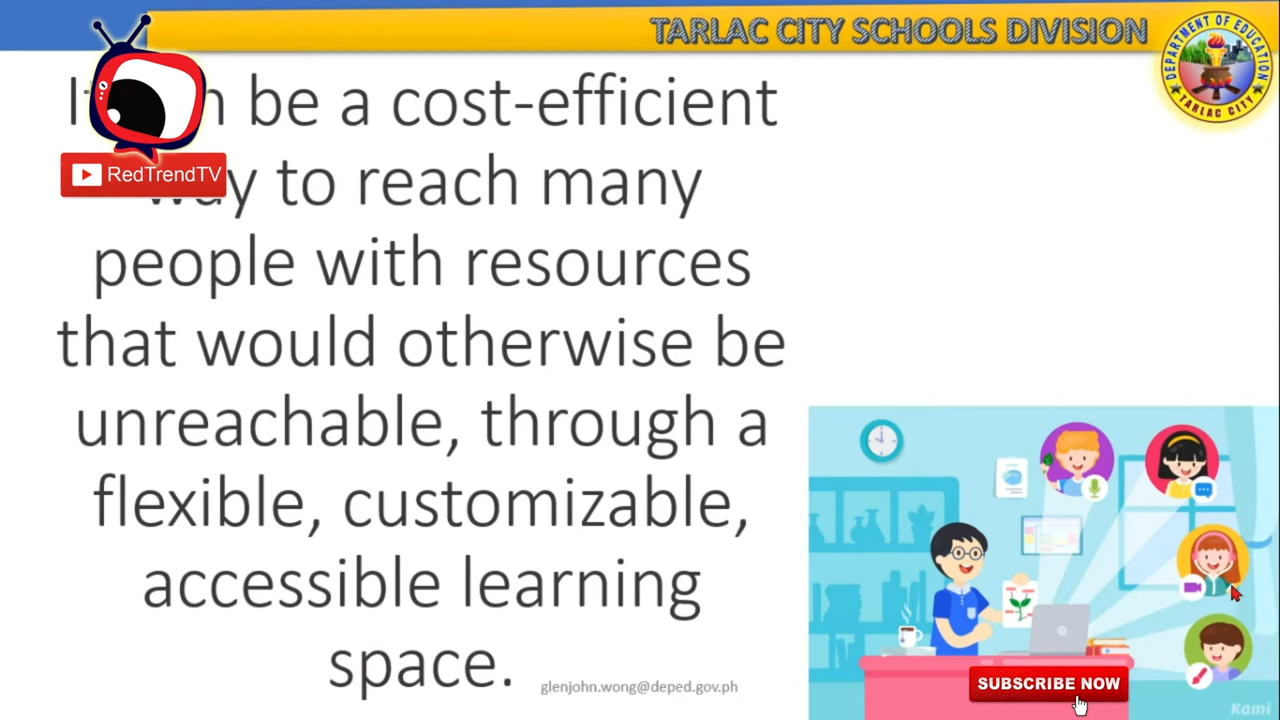 TARLAC CITY SCHOOLS DIVISION
DEPARTMENT OF EDUCATION
TARLAC CITY
be a cost-efficient
RedTrendTV
to reach many
people with resources
that would otherwise be
unreachable, through a
flexible, customizable,
accessible learning
space.
glenjohn.wong@deped.gov.ph
SUBSCRIBE NOW
Kami